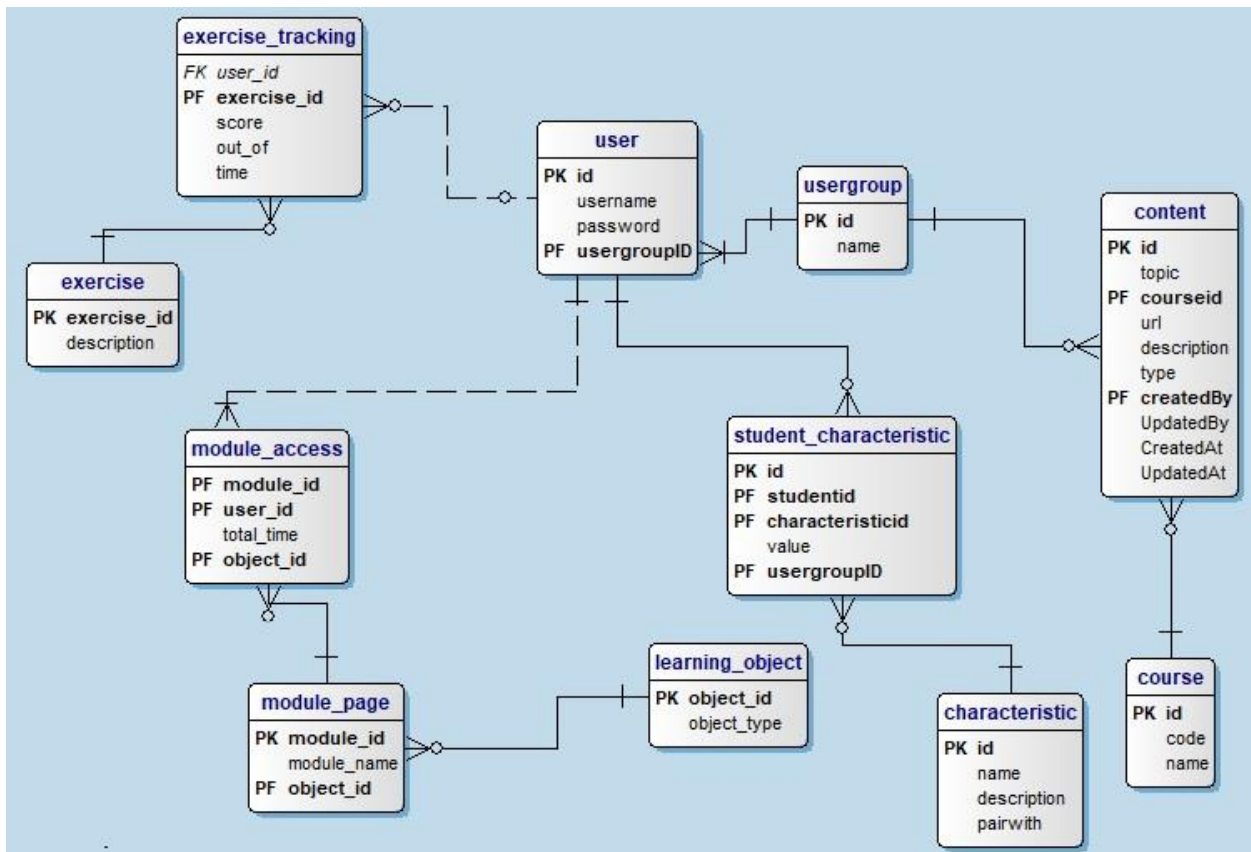 exercise_tracking
FK user_id
PF exercise_id
score
out_of
time
user
PK id
username
password
PF usergroupID
usergroup
PK id
name
content
PK id
topic
PF courseid
url
description
type
PF createdBy
UpdatedBy
CreatedAt
UpdatedAt
exercise
PK exercise_id
description
module_access
PF module_id
PF user_id
total_time
PF object_id
student_characteristic
PK id
PF studentid
PF characteristicid
value
PF usergroupID
module_page
PK module_id
module_name
PF object_id
learning_object
PK object_id
object_type
characteristic
PK id
name
description
pairwith
course
PK id
code
name